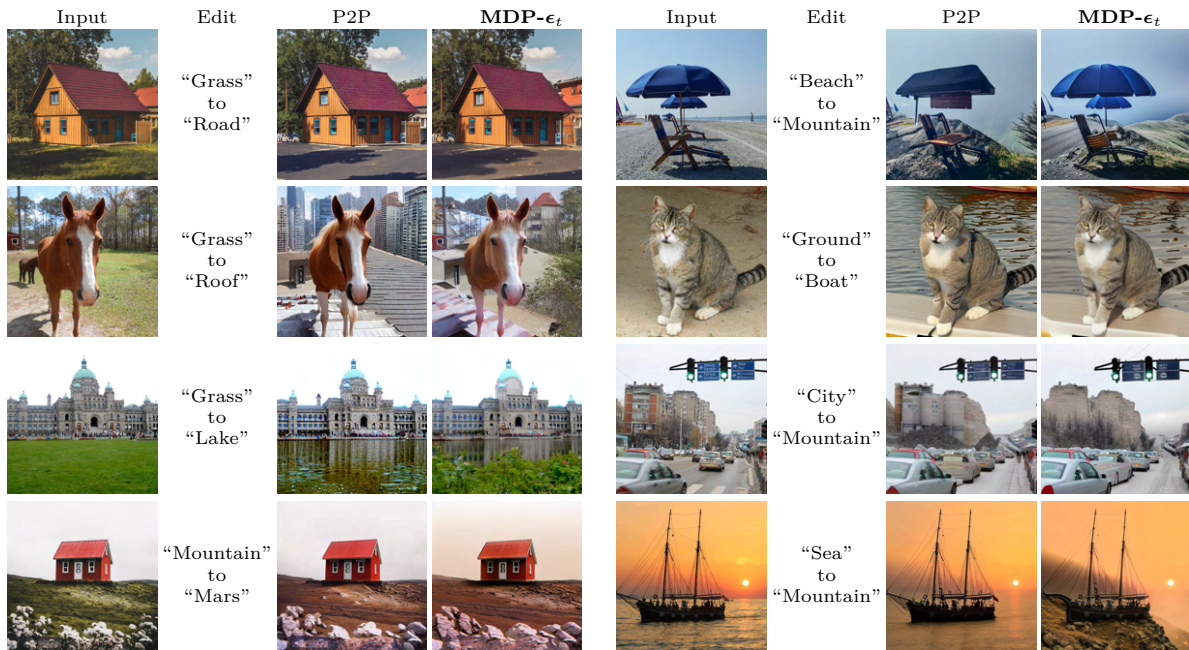 Input Edit P2P MDP-ϵₜ Input Edit P2P MDP-ϵₜ
“Grass”
to
“Road”
“Beach”
to
“Mountain”
“Grass”
to
“Roof”
“Ground”
to
“Boat”
“Grass”
to
“Lake”
“City”
to
“Mountain”
“Mountain”
to
“Mars”
“Sea”
to
“Mountain”